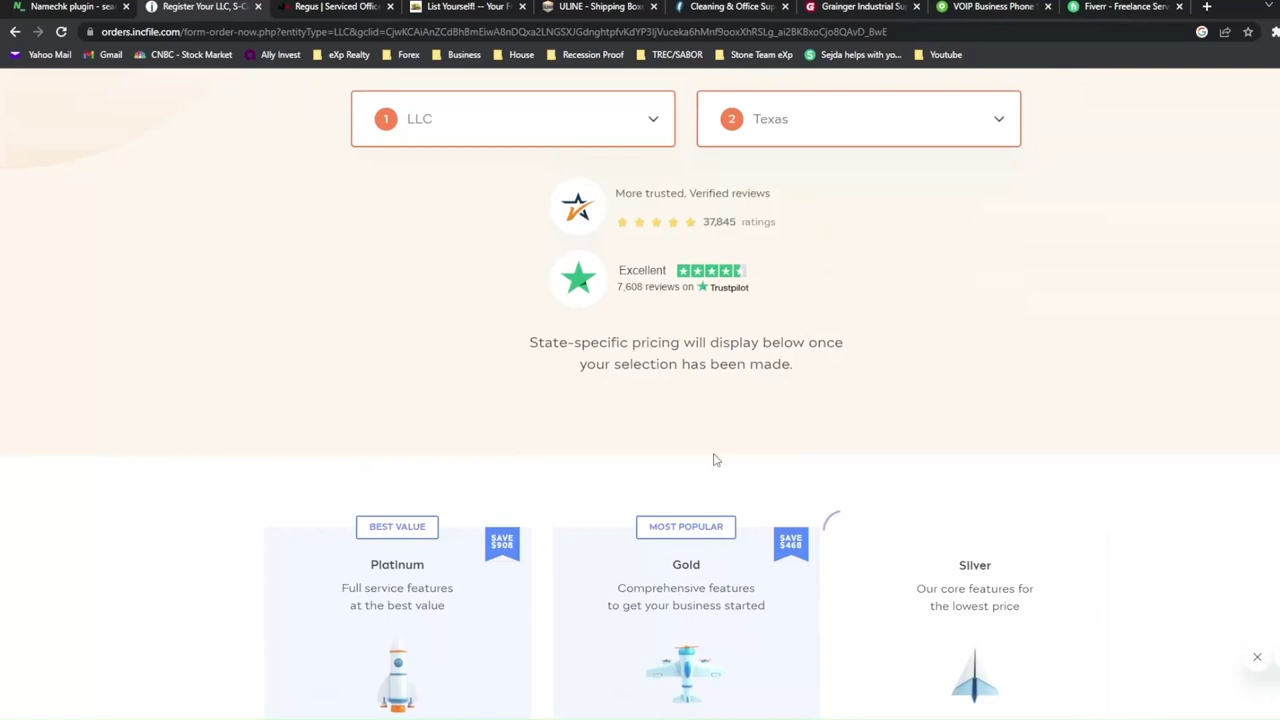 Namechk plugin - sea
Register Your LLC, S-C
Regus | Serviced Office
List Yourself! -- Your F
ULINE - Shipping Box
Cleaning & Office Sup
Grainger Industrial Sup
VOIP Business Phone S
Fiverr - Freelance Serv
orders.incfile.com/form-order-now.php?entityType=LLC&gclid=
Yahoo Mail
Gmail
CNBC - Stock Market
Ally Invest
eXp Realty
Forex
Business
House
Recession Proof
TREC/SABOR
Stone Team eXp
Sejda helps with yo...
Youtube
1 LLC
2 Texas
More trusted, Verified reviews
37,845 ratings
Excellent
7,608 reviews on Trustpilot
State-specific pricing will display below once
your selection has been made.
BEST VALUE
SAVE
$908
Platinum
Full service features
at the best value
MOST POPULAR
SAVE
$468
Gold
Comprehensive features
to get your business started
Silver
Our core features for
the lowest price